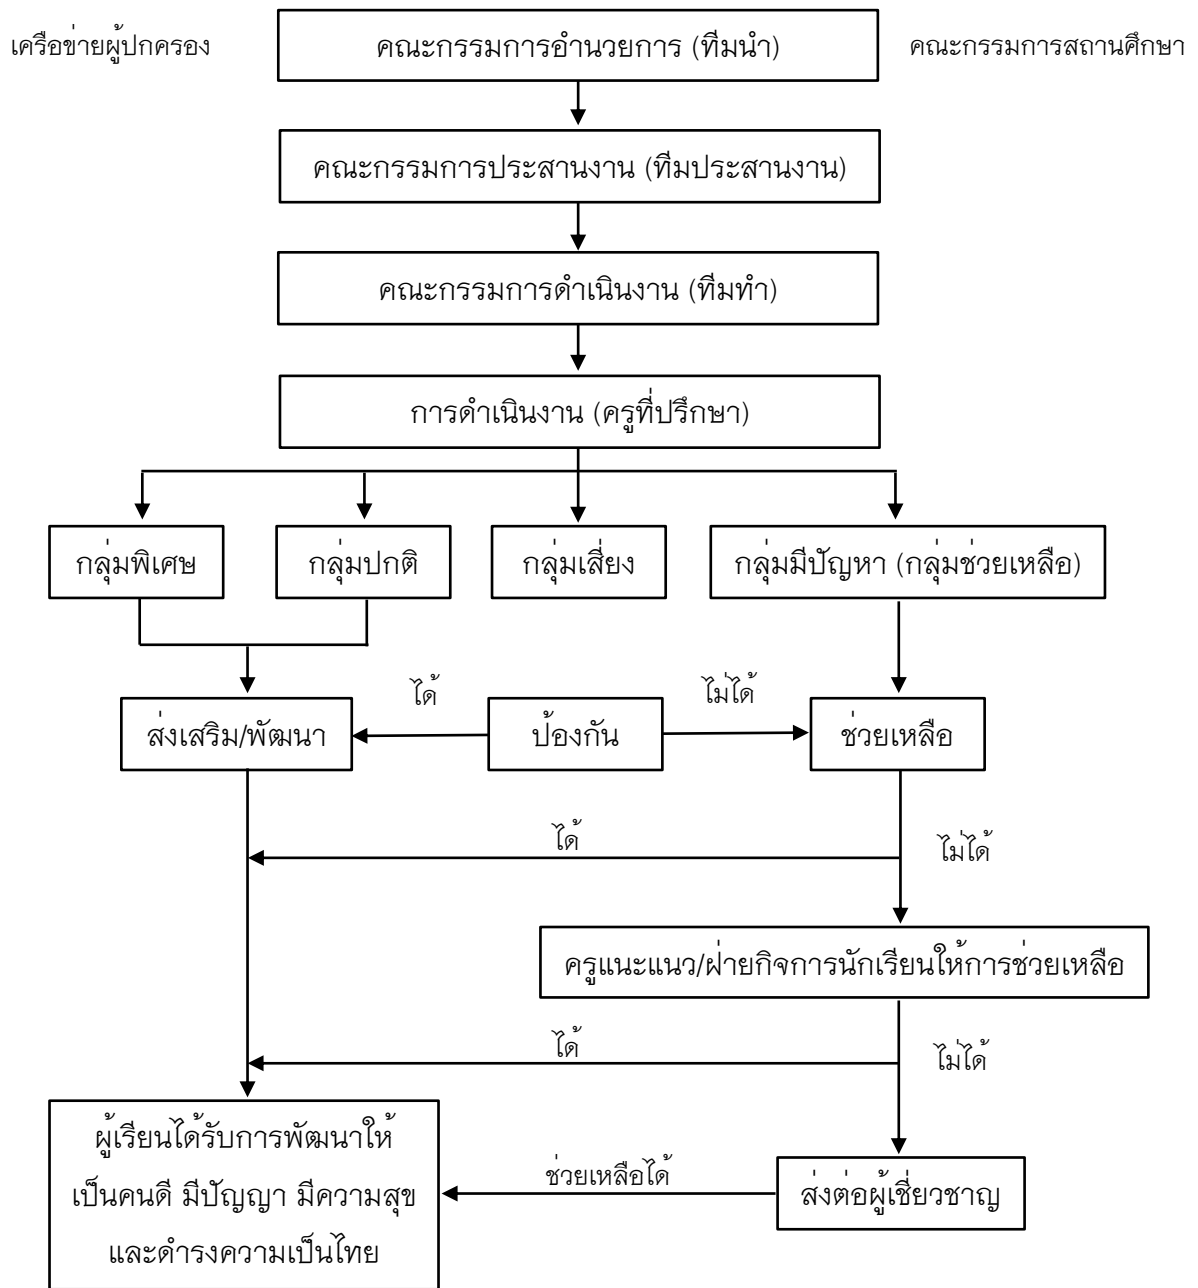 เครือข่ายผู้ปกครอง
คณะกรรมการอำนวยการ (ทีมนำ)
คณะกรรมการสถานศึกษา
คณะกรรมการประสานงาน (ทีมประสานงาน)
คณะกรรมการดำเนินงาน (ทีมทำ)
การดำเนินงาน (ครูที่ปรึกษา)
กลุ่มพิเศษ
กลุ่มปกติ
กลุ่มเสี่ยง
กลุ่มมีปัญหา (กลุ่มช่วยเหลือ)
ได้
ไม่ได้
ส่งเสริม/พัฒนา
ป้องกัน
ช่วยเหลือ
ได้
ไม่ได้
ครูแนะแนว/ฝ่ายกิจการนักเรียนให้การช่วยเหลือ
ได้
ไม่ได้
ผู้เรียนได้รับการพัฒนาให้
เป็นคนดี มีปัญญา มีความสุข
และดำรงความเป็นไทย
ช่วยเหลือได้
ส่งต่อผู้เชี่ยวชาญ